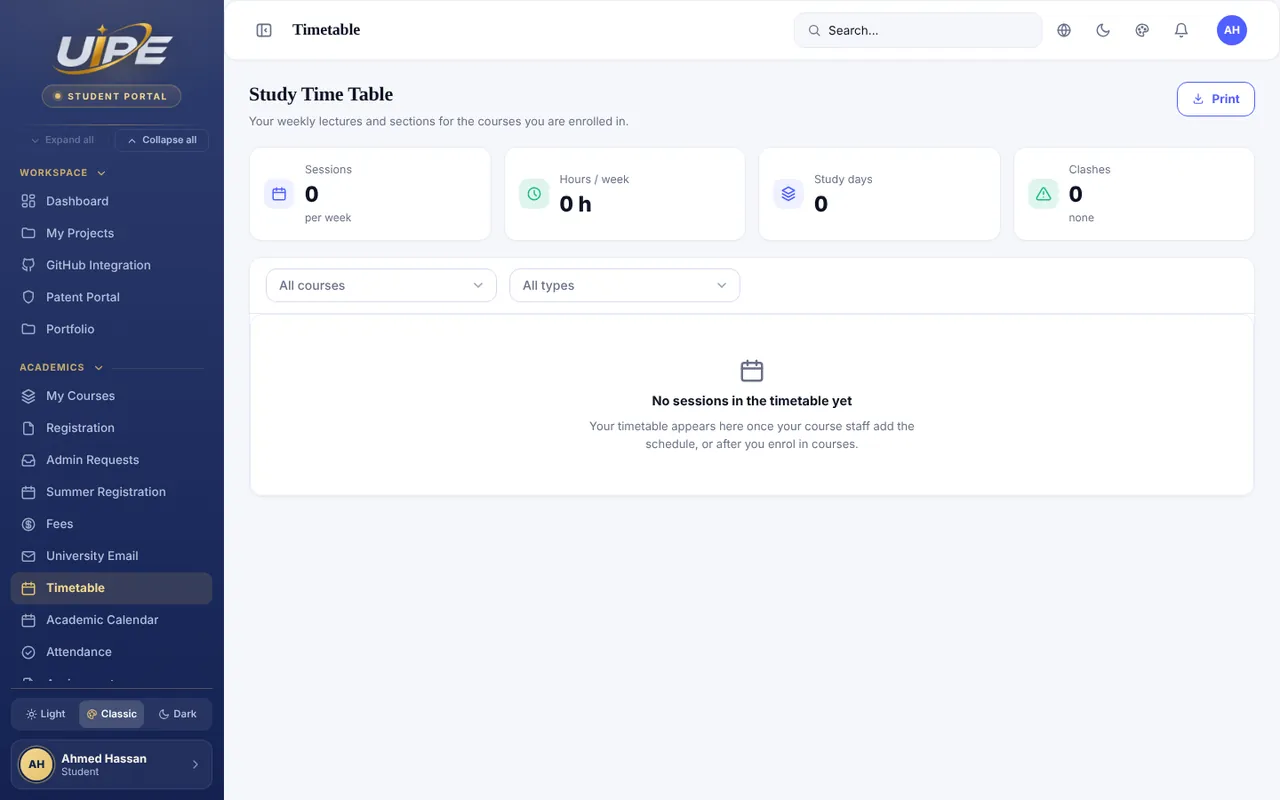 UIPE
STUDENT PORTAL
Expand all
Collapse all
WORKSPACE
Dashboard
My Projects
GitHub Integration
Patent Portal
Portfolio
ACADEMICS
My Courses
Registration
Admin Requests
Summer Registration
Fees
University Email
Timetable
Academic Calendar
Attendance
Light
Classic
Dark
AH
Ahmed Hassan
Student
Timetable
Search...
AH
Study Time Table
Your weekly lectures and sections for the courses you are enrolled in.
Print
Sessions
0
per week
Hours / week
0 h
Study days
0
Clashes
0
none
All courses
All types
No sessions in the timetable yet
Your timetable appears here once your course staff add the
schedule, or after you enrol in courses.